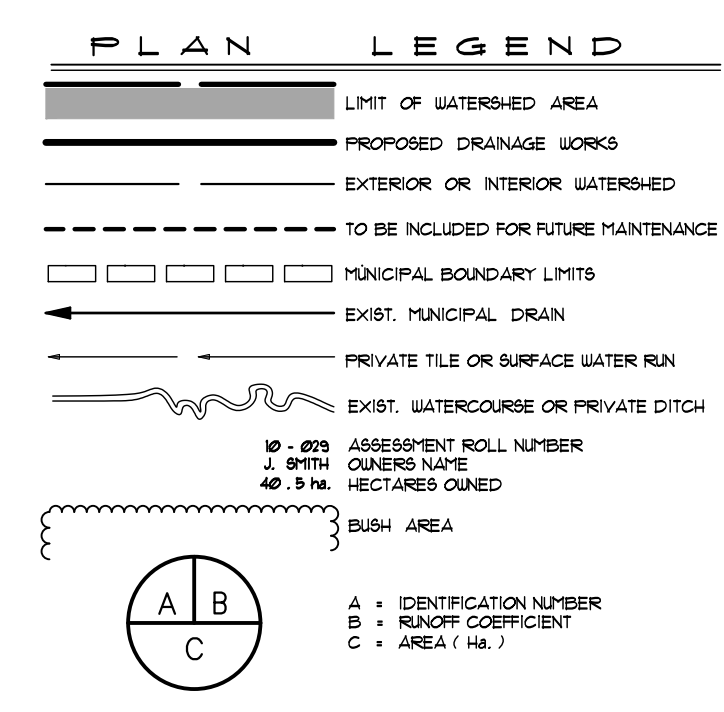 PLAN LEGEND
LIMIT OF WATERSHED AREA
PROPOSED DRAINAGE WORKS
EXTERIOR OR INTERIOR WATERSHED
TO BE INCLUDED FOR FUTURE MAINTENANCE
MUNICIPAL BOUNDARY LIMITS
EXIST. MUNICIPAL DRAIN
PRIVATE TILE OR SURFACE WATER RUN
EXIST. WATERCOURSE OR PRIVATE DITCH
10 - 029 ASSESSMENT ROLL NUMBER
J. SMITH OWNERS NAME
40.5 ha. HECTARES OWNED
BUSH AREA
A B
C
A = IDENTIFICATION NUMBER
B = RUNOFF COEFFICIENT
C = AREA ( Ha. )